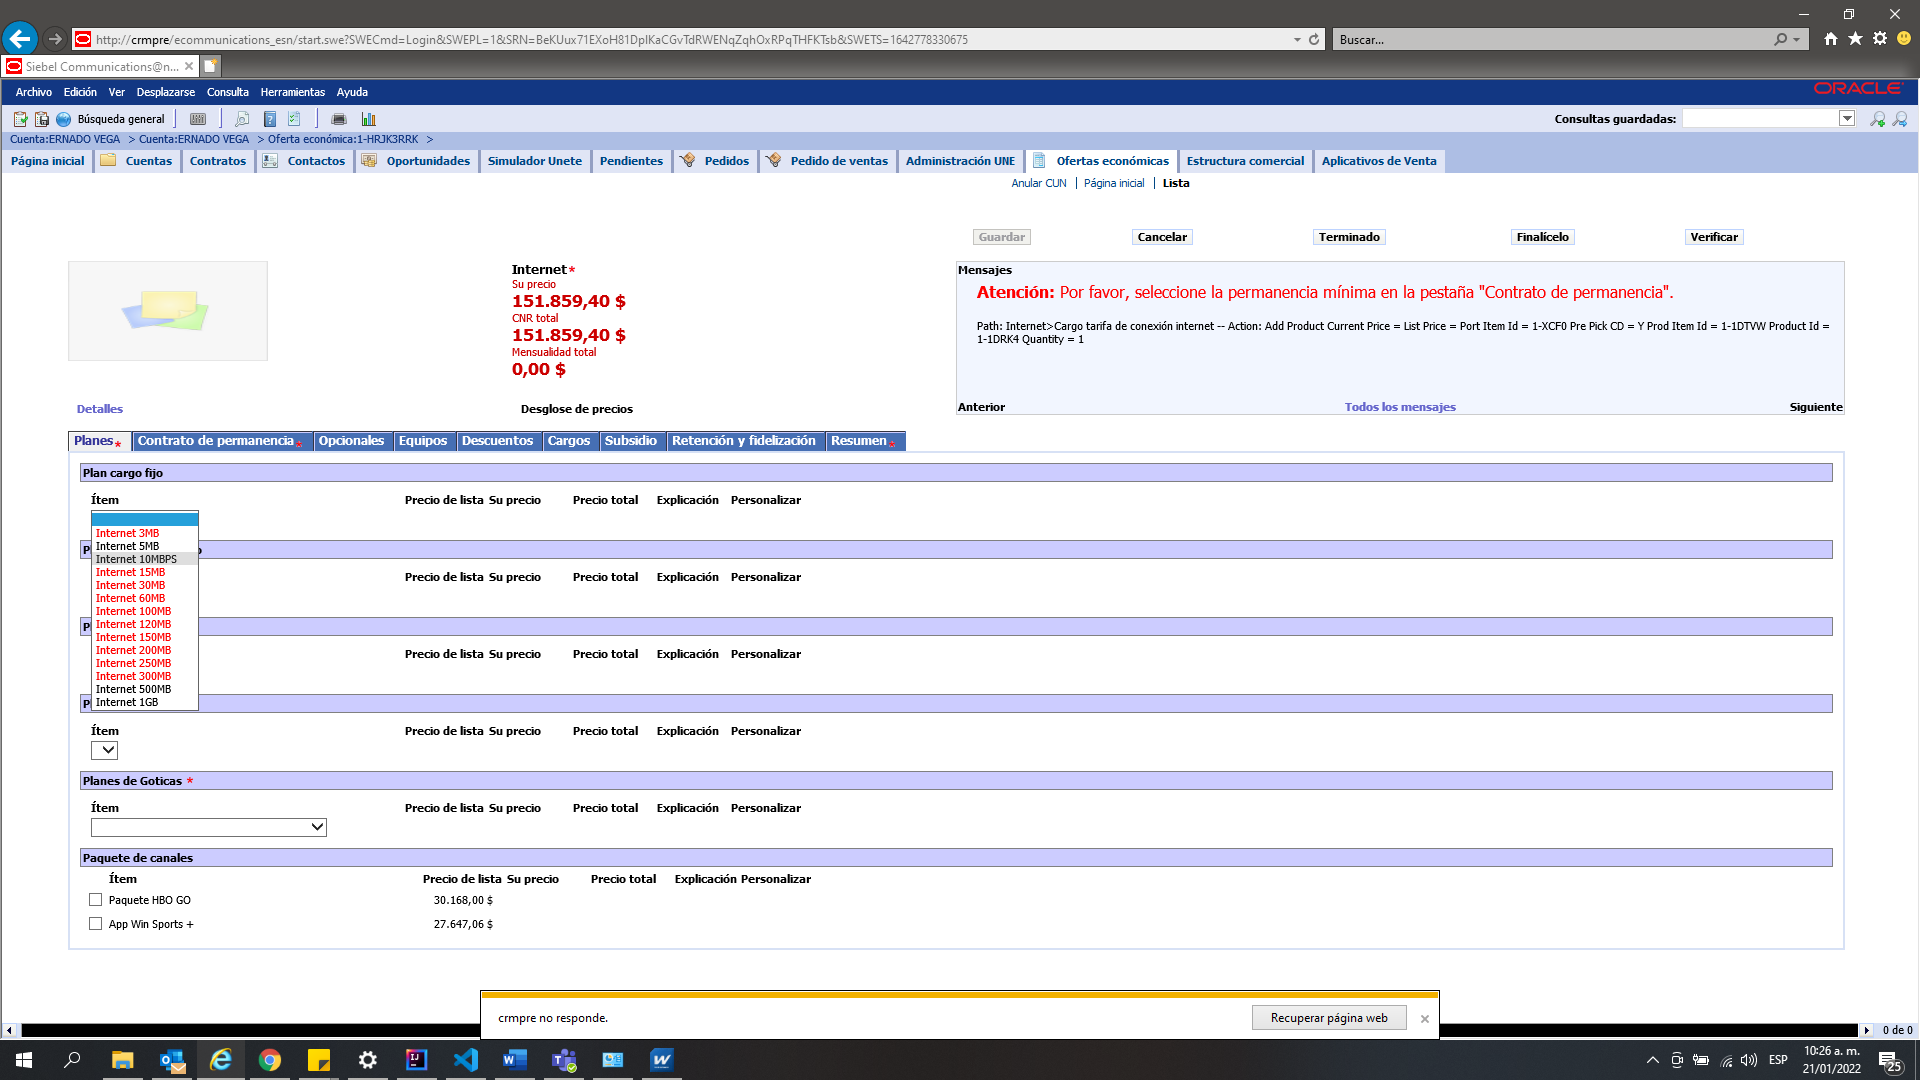 http://crmpre/ecommunications_esn/start.swe?SWECmd=Login&SWEPL=1&SRN=BeKUux71EXoH81DpIKaCGvTdRWENqZqhOxRPqTHFKTsb&SWETS=1642778330675
Buscar...
Siebel Communications@n...
Archivo Edición Ver Desplazarse Consulta Herramientas Ayuda
ORACLE
Búsqueda general
Consultas guardadas:
Cuenta:ERNADO VEGA > Cuenta:ERNADO VEGA > Oferta económica:1-HRJK3RRK >
Página inicial Cuentas Contratos Contactos Oportunidades Simulador Unete Pendientes Pedidos Pedido de ventas Administración UNE Ofertas económicas Estructura comercial Aplicativos de Venta
Anular CUN | Página inicial | Lista
Guardar Cancelar Terminado Finalícelo Verificar
Internet*
Su precio
151.859,40 $
CNR total
151.859,40 $
Mensualidad total
0,00 $
Mensajes
Atención: Por favor, seleccione la permanencia mínima en la pestaña "Contrato de permanencia".
Path: Internet>Cargo tarifa de conexión internet -- Action: Add Product Current Price = List Price = Port Item Id = 1-XCF0 Pre Pick CD = Y Prod Item Id = 1-1DTVW Product Id =
1-1DRK4 Quantity = 1
Anterior Todos los mensajes Siguiente
Detalles Desglose de precios
Planes* Contrato de permanencia* Opcionales Equipos Descuentos Cargos Subsidio Retención y fidelización Resumen*
Plan cargo fijo
Ítem Precio de lista Su precio Precio total Explicación Personalizar
Internet 3MB
Internet 5MB
Internet 10MBPS
Internet 15MB
Internet 30MB
Internet 60MB
Internet 100MB
Internet 120MB
Internet 150MB
Internet 200MB
Internet 250MB
Internet 300MB
Internet 500MB
Internet 1GB
Precio de lista Su precio Precio total Explicación Personalizar
Precio de lista Su precio Precio total Explicación Personalizar
Ítem Precio de lista Su precio Precio total Explicación Personalizar
Planes de Goticas *
Ítem Precio de lista Su precio Precio total Explicación Personalizar
Paquete de canales
Ítem Precio de lista Su precio Precio total Explicación Personalizar
Paquete HBO GO 30.168,00 $
App Win Sports + 27.647,06 $
crmpre no responde.
Recuperar página web
0 de 0
ESP
10:26 a. m.
21/01/2022
25